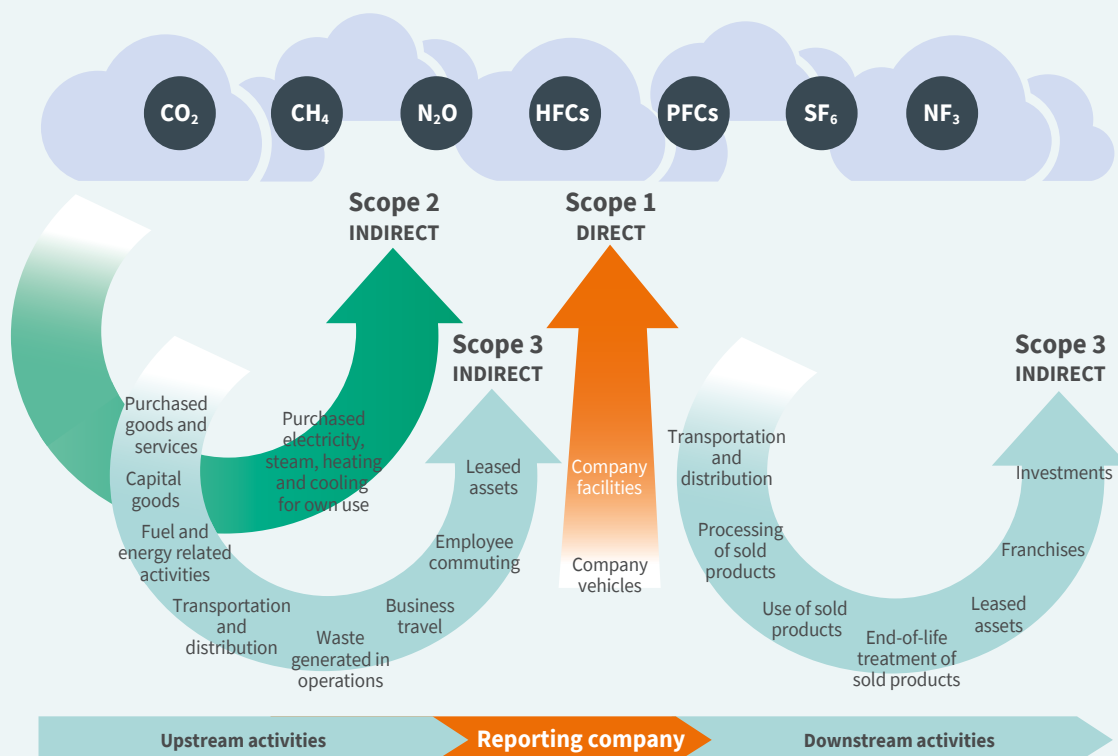 CO₂
CH₄
N₂O
HFCs
PFCs
SF₆
NF₃
Scope 2
INDIRECT
Scope 1
DIRECT
Scope 3
INDIRECT
Scope 3
INDIRECT
Purchased
goods and
services
Capital
goods
Fuel and
energy related
activities
Transportation
and
distribution
Waste
generated in
operations
Business
travel
Employee
commuting
Leased
assets
Purchased
electricity,
steam, heating
and cooling
for own use
Company
facilities
Company
vehicles
Transportation
and
distribution
Processing
of sold
products
Use of sold
products
End-of-life
treatment of
sold products
Leased
assets
Franchises
Investments
Upstream activities
Reporting company
Downstream activities